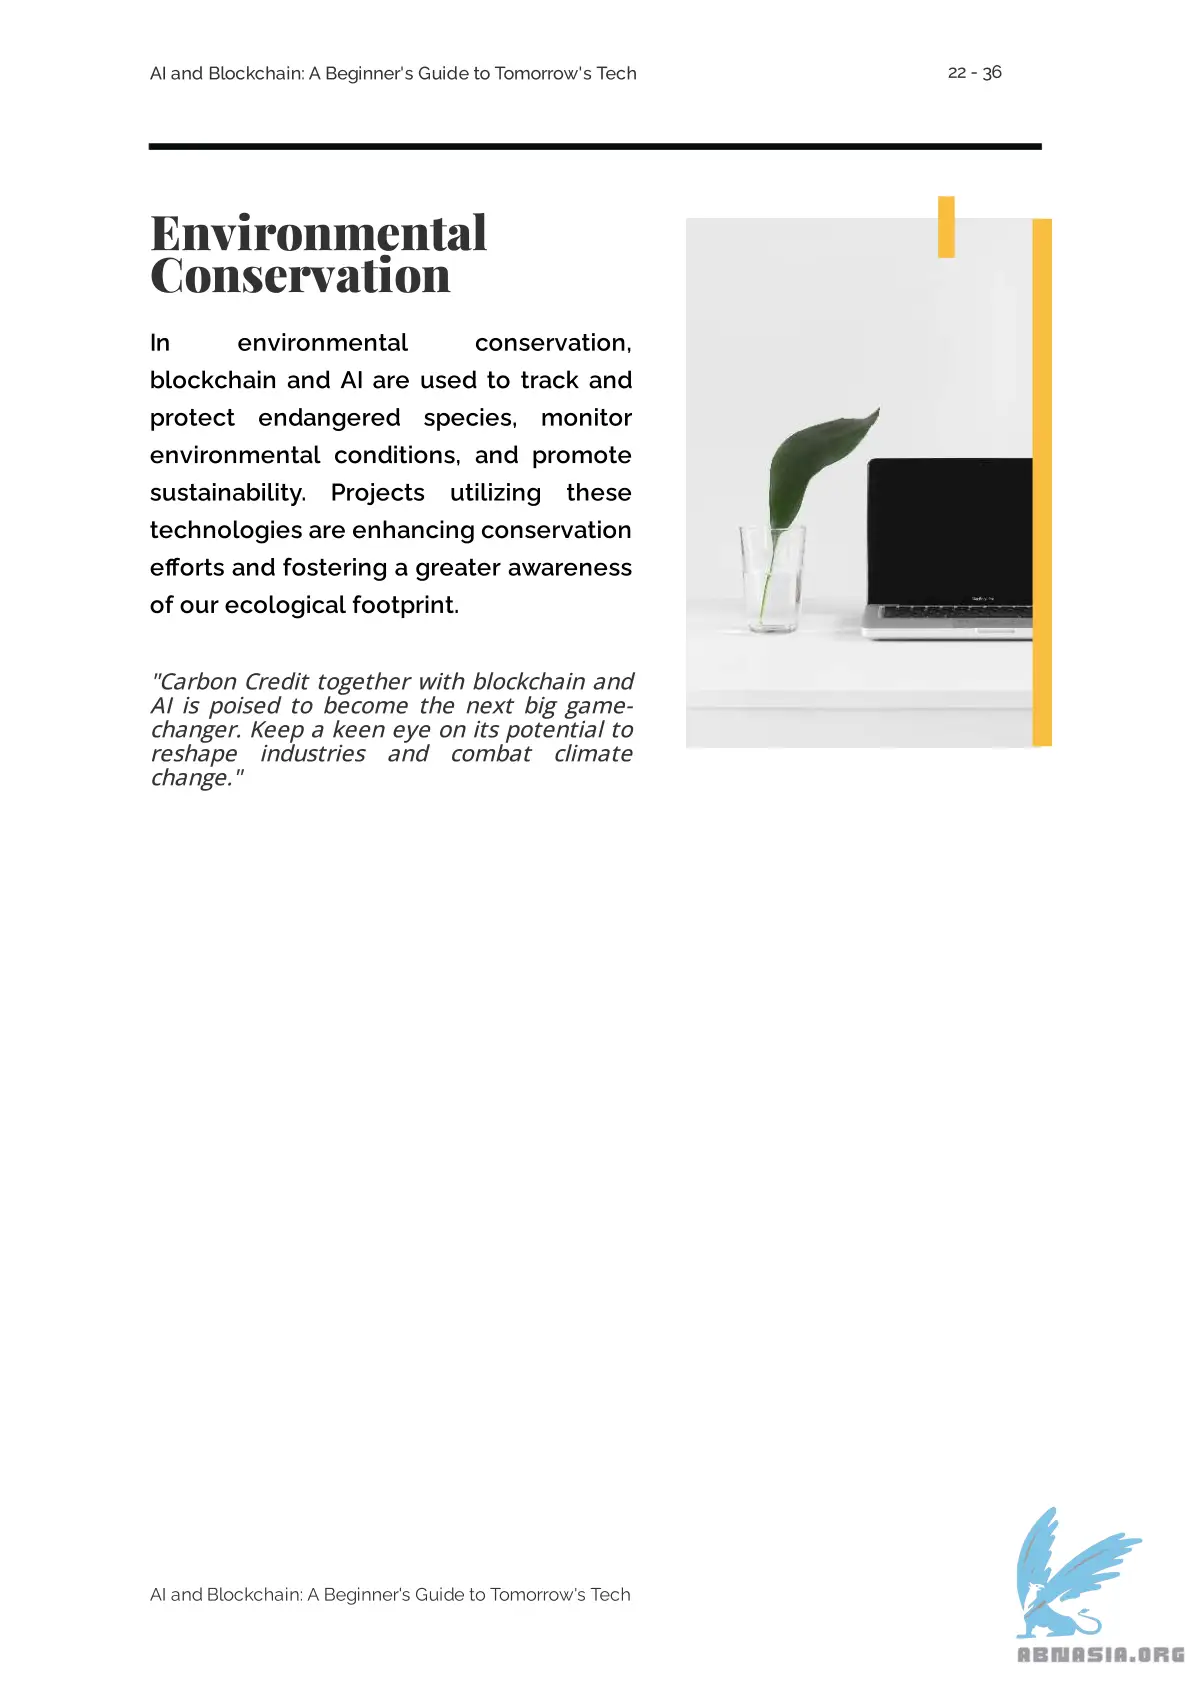 AI and Blockchain: A Beginner's Guide to Tomorrow's Tech
22 - 36
Environmental
Conservation
In environmental conservation,
blockchain and AI are used to track and
protect endangered species, monitor
environmental conditions, and promote
sustainability. Projects utilizing these
technologies are enhancing conservation
efforts and fostering a greater awareness
of our ecological footprint.
"Carbon Credit together with blockchain and
AI is poised to become the next big game-
changer. Keep a keen eye on its potential to
reshape industries and combat climate
change."
AI and Blockchain: A Beginner's Guide to Tomorrow's Tech
ABNASIA.ORG